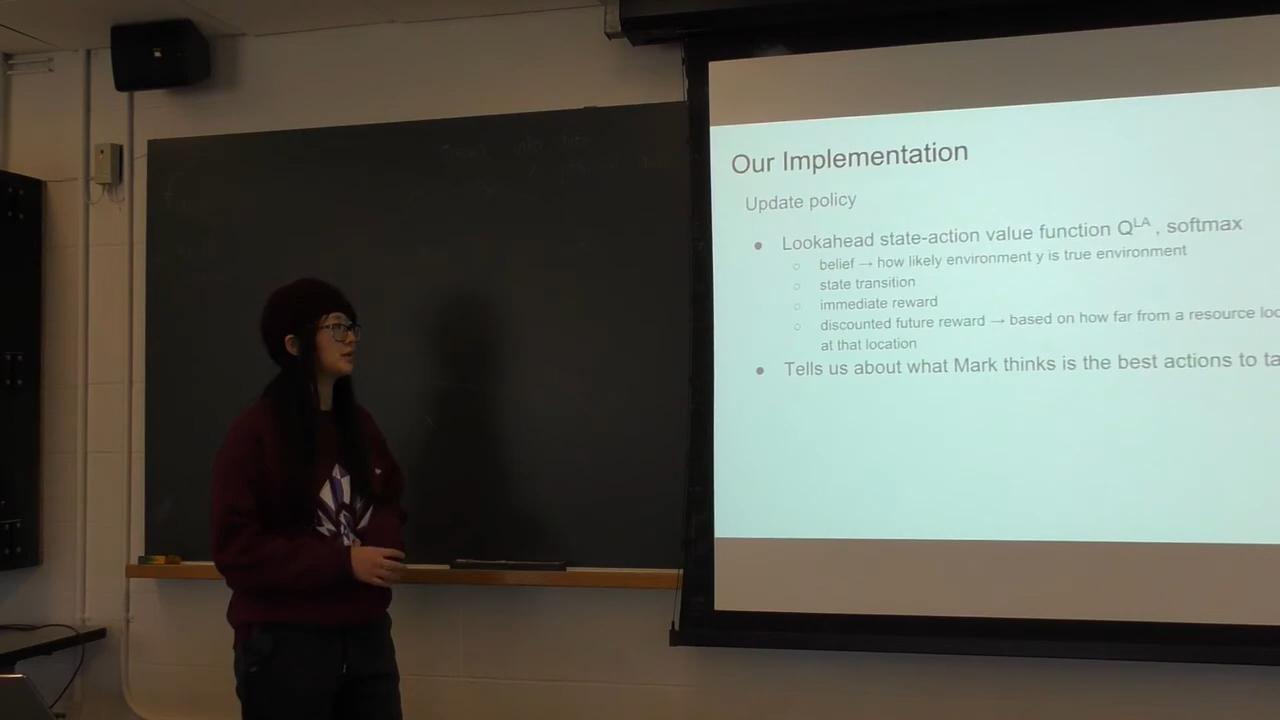 Our Implementation
Update policy
● Lookahead state-action value function Q^LA , softmax
○ belief → how likely environment y is true environment
○ state transition
○ immediate reward
○ discounted future reward → based on how far from a resource loc
at that location
● Tells us about what Mark thinks is the best actions to ta